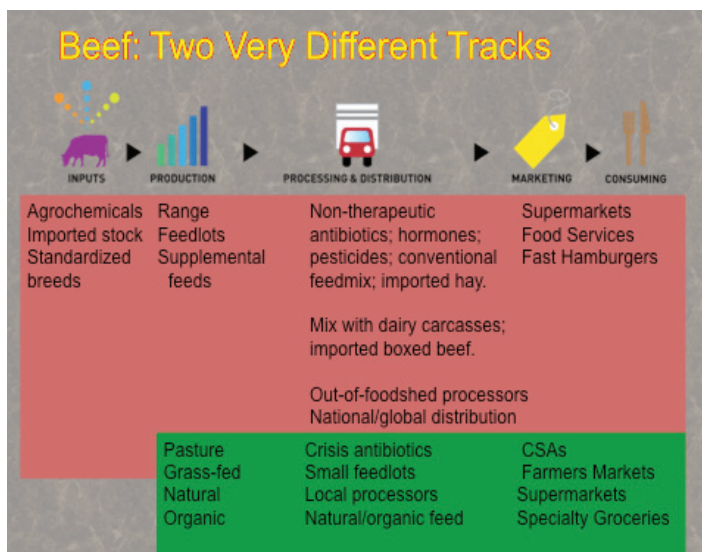 Beef: Two Very Different Tracks
INPUTS
PRODUCTION
PROCESSING & DISTRIBUTION
MARKETING
CONSUMING
Agrochemicals
Imported stock
Standardized
breeds
Range
Feedlots
Supplemental
feeds
Non-therapeutic
antibiotics; hormones;
pesticides; conventional
feedmix; imported hay.
Mix with dairy carcasses;
imported boxed beef.
Out-of-foodshed processors
National/global distribution
Supermarkets
Food Services
Fast Hamburgers
Pasture
Grass-fed
Natural
Organic
Crisis antibiotics
Small feedlots
Local processors
Natural/organic feed
CSAs
Farmers Markets
Supermarkets
Specialty Groceries